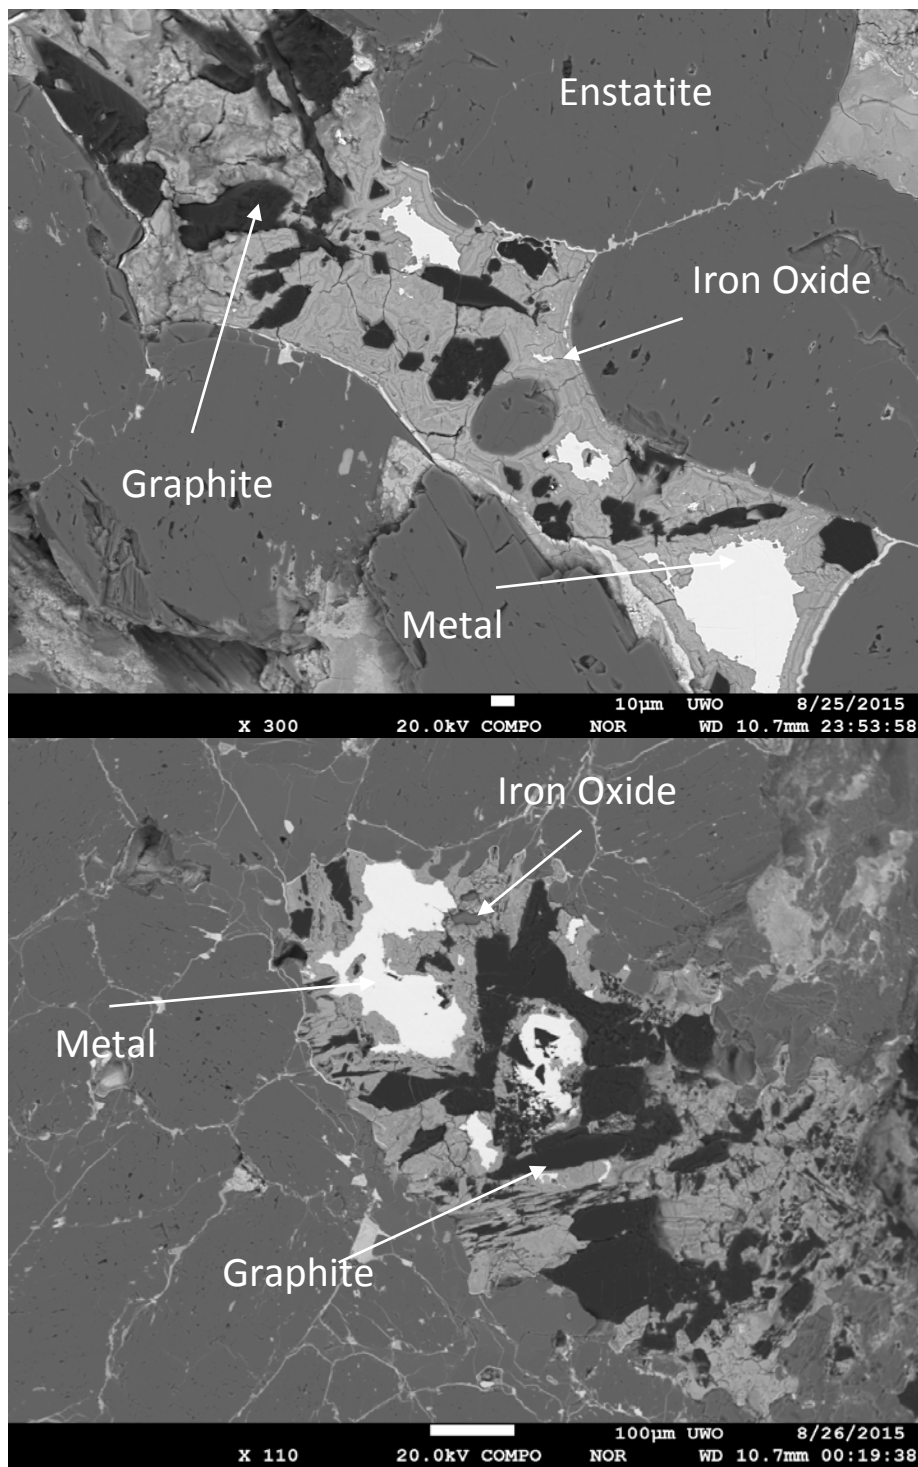 Enstatite
Iron Oxide
Graphite
Metal
10µm UWO 8/25/2015
X 300 20.0kV COMPO NOR WD 10.7mm 23:53:58
Iron Oxide
Metal
Graphite
100µm UWO 8/26/2015
X 110 20.0kV COMPO NOR WD 10.7mm 00:19:38